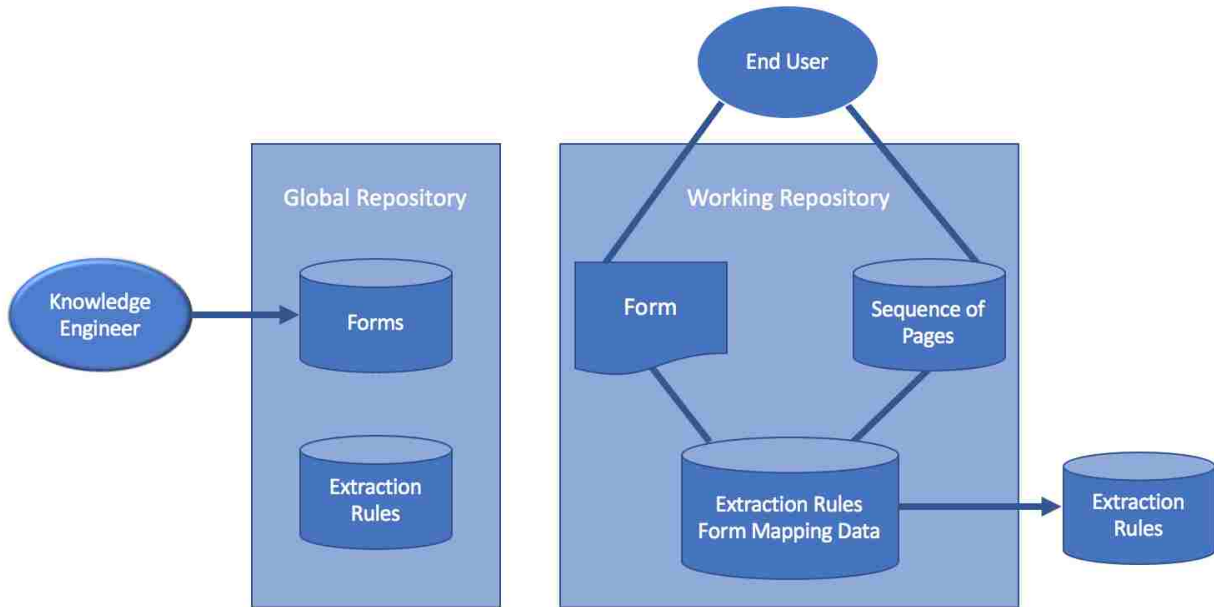 End User
Global Repository
Working Repository
Knowledge
Engineer
Forms
Form
Sequence of
Pages
Extraction
Rules
Extraction Rules
Form Mapping Data
Extraction
Rules